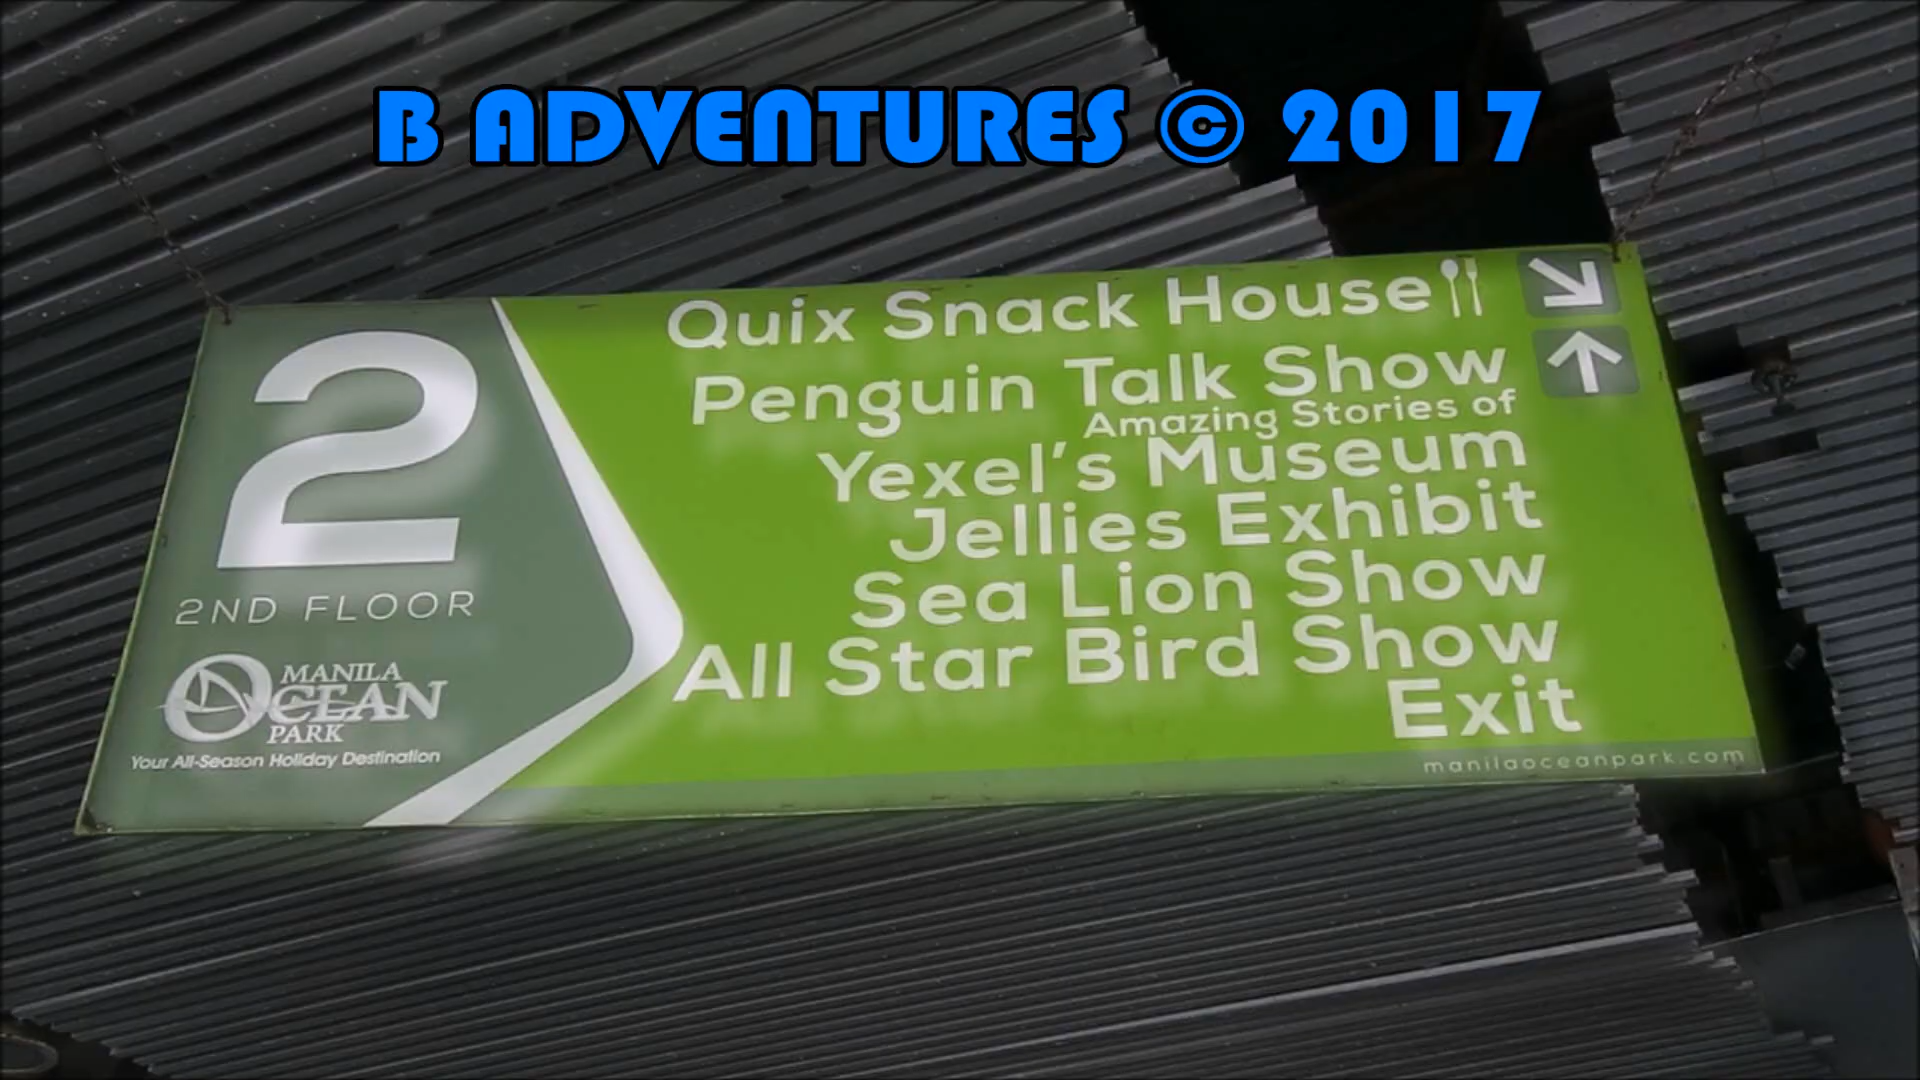 B ADVENTURES © 2017
Quix Snack House
Penguin Talk Show
Amazing Stories of
Yexel's Museum
Jellies Exhibit
Sea Lion Show
All Star Bird Show
Exit
manilaoceanpark.com
2
2ND FLOOR
MANILA
OCEAN
PARK
Your All-Season Holiday Destination